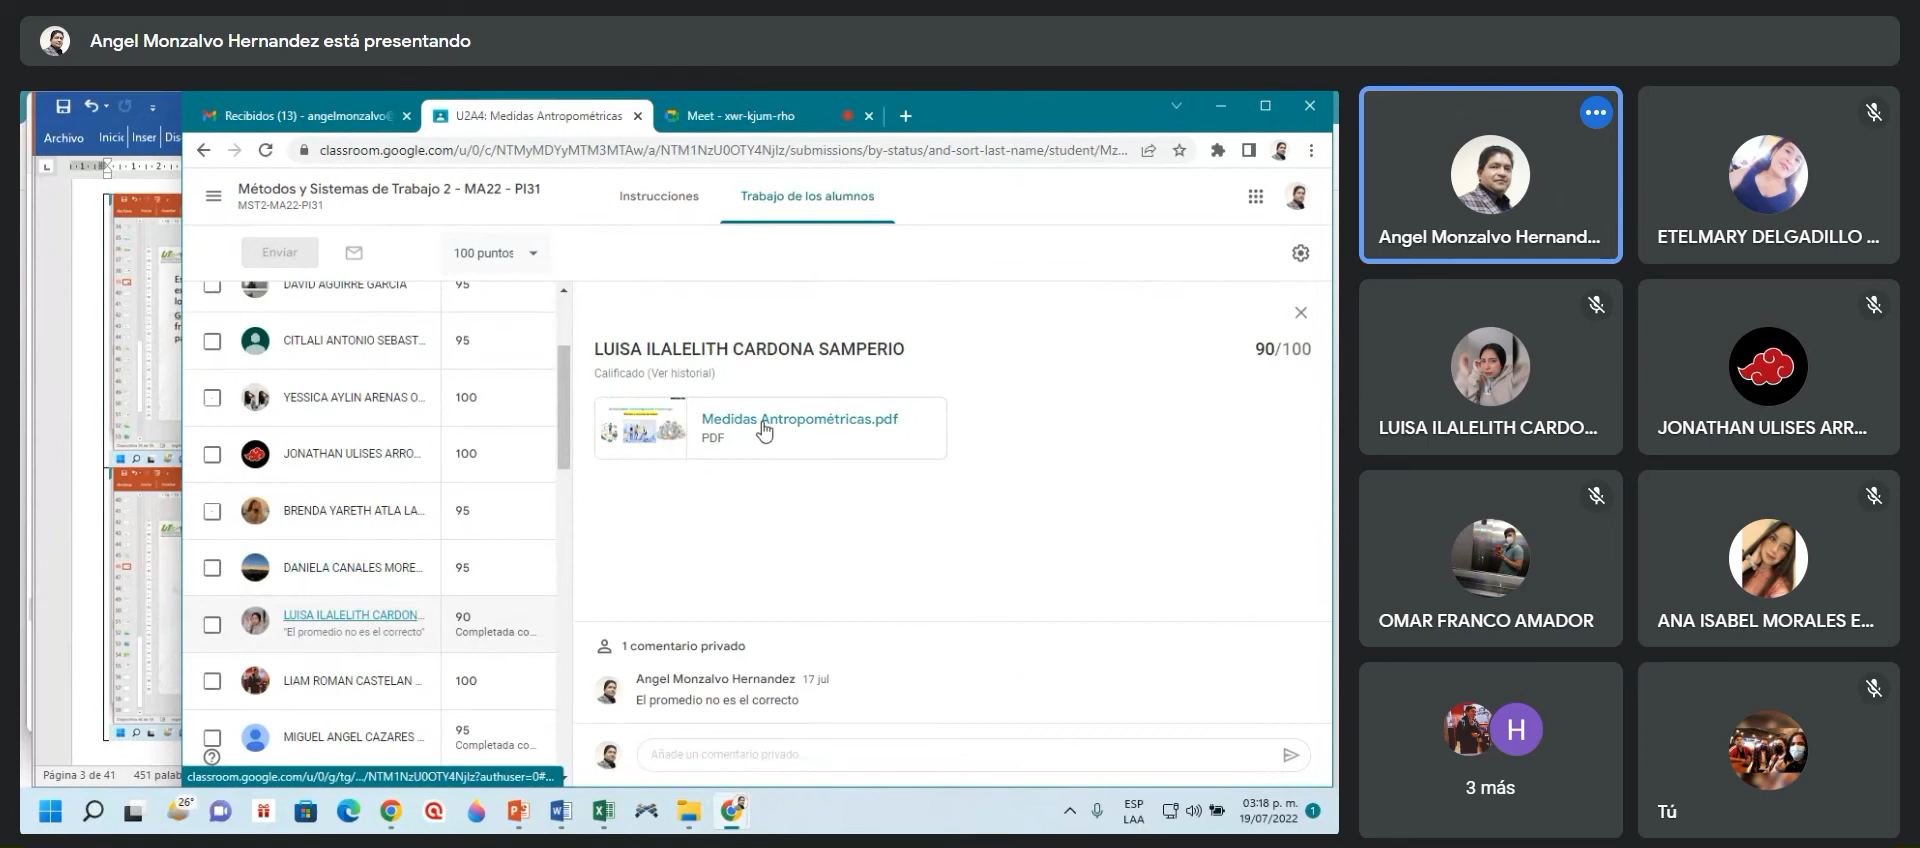 Angel Monzalvo Hernandez está presentando
Archivo
Inicio
Inser
Dis
Recibidos (13) - angelmonzalvo@
U2A4: Medidas Antropométricas
Meet - xwr-kjum-rho
classroom.google.com/u/0/c/NTMyMDYyMTM3MTAw/a/NTM1NzU0OTY4Njlz/submissions/by-status/and-sort-last-name/student/Mz...
Métodos y Sistemas de Trabajo 2 - MA22 - PI31
MST2-MA22-PI31
Instrucciones
Trabajo de los alumnos
Enviar
100 puntos
DAVID AGUIRRE GARCIA 95
CITLALI ANTONIO SEBAST... 95
YESSICA AYLIN ARENAS O... 100
JONATHAN ULISES ARRO... 100
BRENDA YARETH ATLA LA... 95
DANIELA CANALES MORE... 95
LUISA ILALELITH CARDON... 90
"El promedio no es el correcto" Completada co...
LIAM ROMAN CASTELAN ... 100
MIGUEL ANGEL CAZARES ... 95
Completada co...
classroom.google.com/u/0/g/tg/.../NTM1NzU0OTY4Njlz?authuser=0#...
LUISA ILALELITH CARDONA SAMPERIO 90/100
Calificado (Ver historial)
Medidas Antropométricas.pdf
PDF
1 comentario privado
Angel Monzalvo Hernandez 17 jul
El promedio no es el correcto
Añade un comentario privado...
Página 3 de 41 451 palab
26°
ESP
LAA
03:18 p. m.
19/07/2022
1
Angel Monzalvo Hernand...
ETELMARY DELGADILLO ...
LUISA ILALELITH CARDO...
JONATHAN ULISES ARR...
OMAR FRANCO AMADOR
ANA ISABEL MORALES E...
H
3 más
Tú